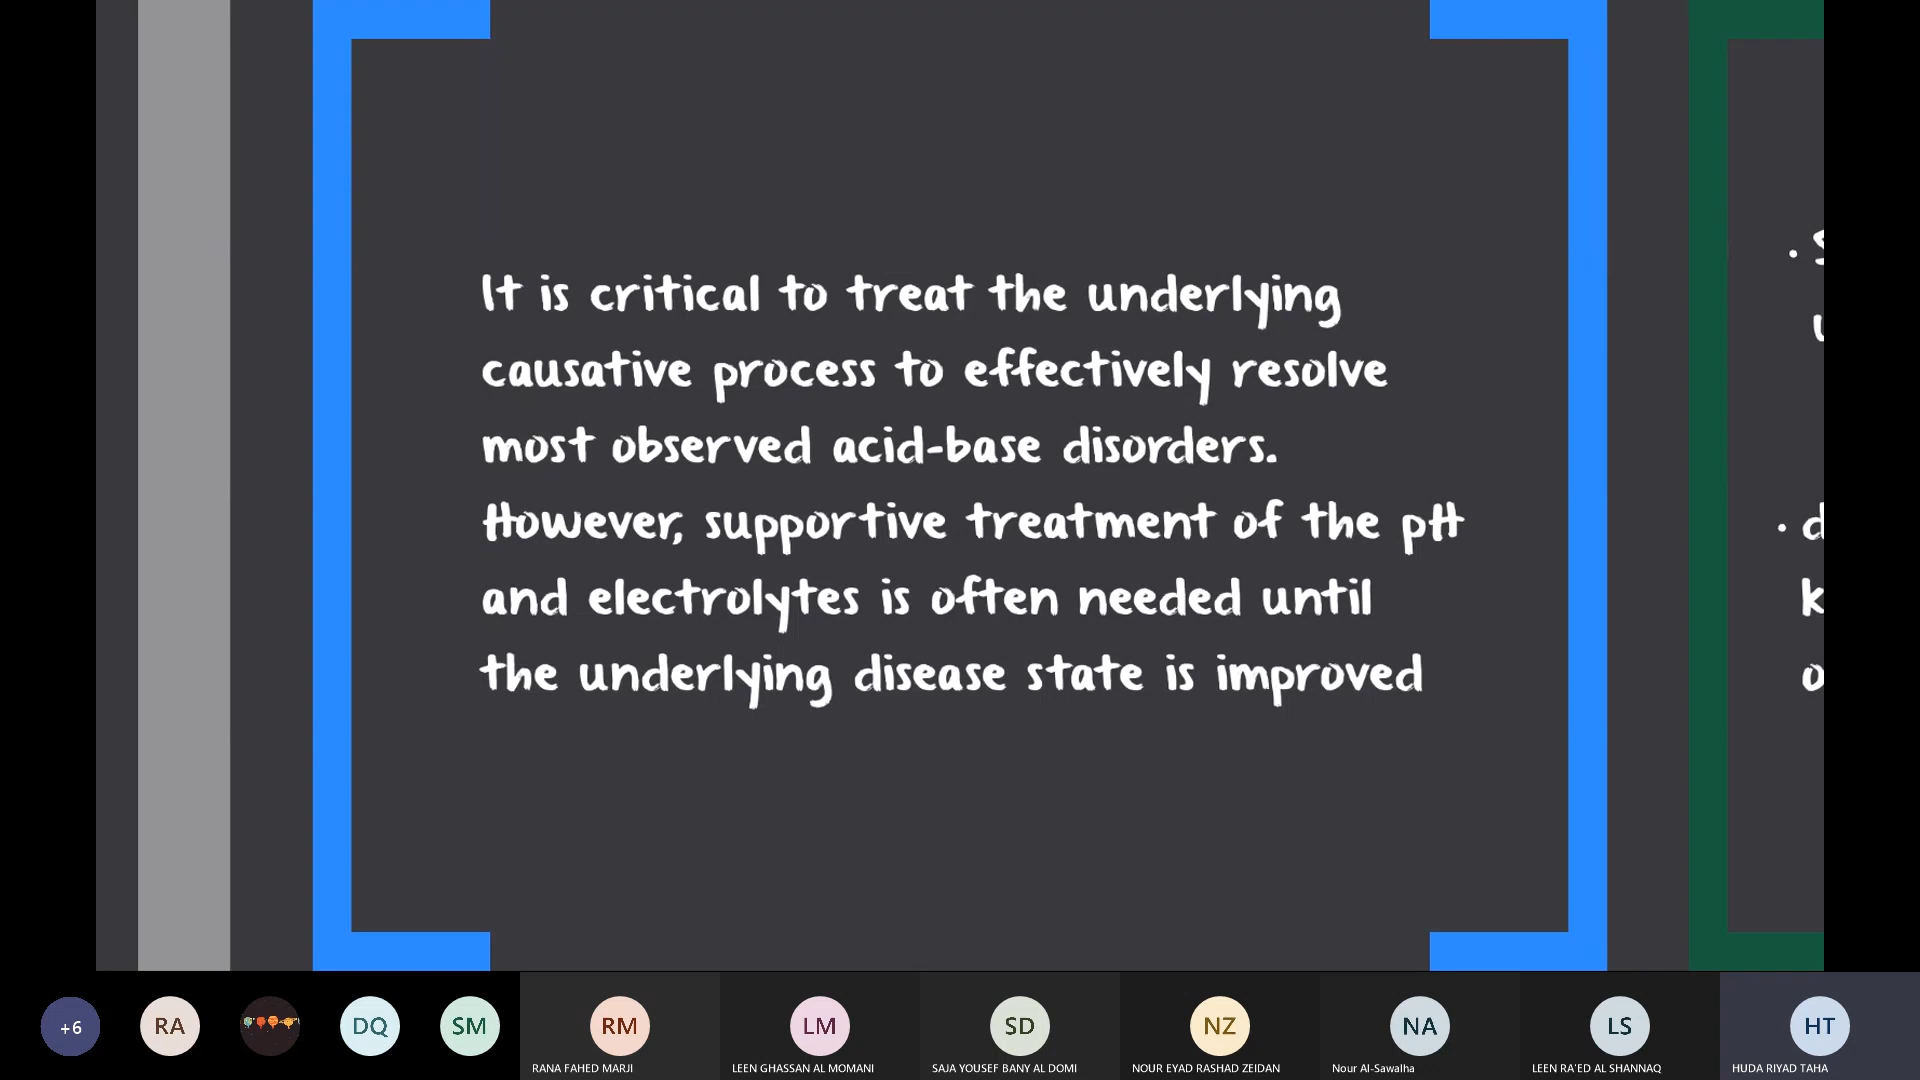 It is critical to treat the underlying
causative process to effectively resolve
most observed acid-base disorders.
However, supportive treatment of the pH
and electrolytes is often needed until
the underlying disease state is improved
· d
k
o
+6
RA
DQ
SM
RM
LM
SD
NZ
NA
LS
HT
RANA FAHED MARJI
LEEN GHASSAN AL MOMANI
SAJA YOUSEF BANY AL DOMI
NOUR EYAD RASHAD ZEIDAN
Nour Al-Sawalha
LEEN RA'ED AL SHANNAQ
HUDA RIYAD TAHA